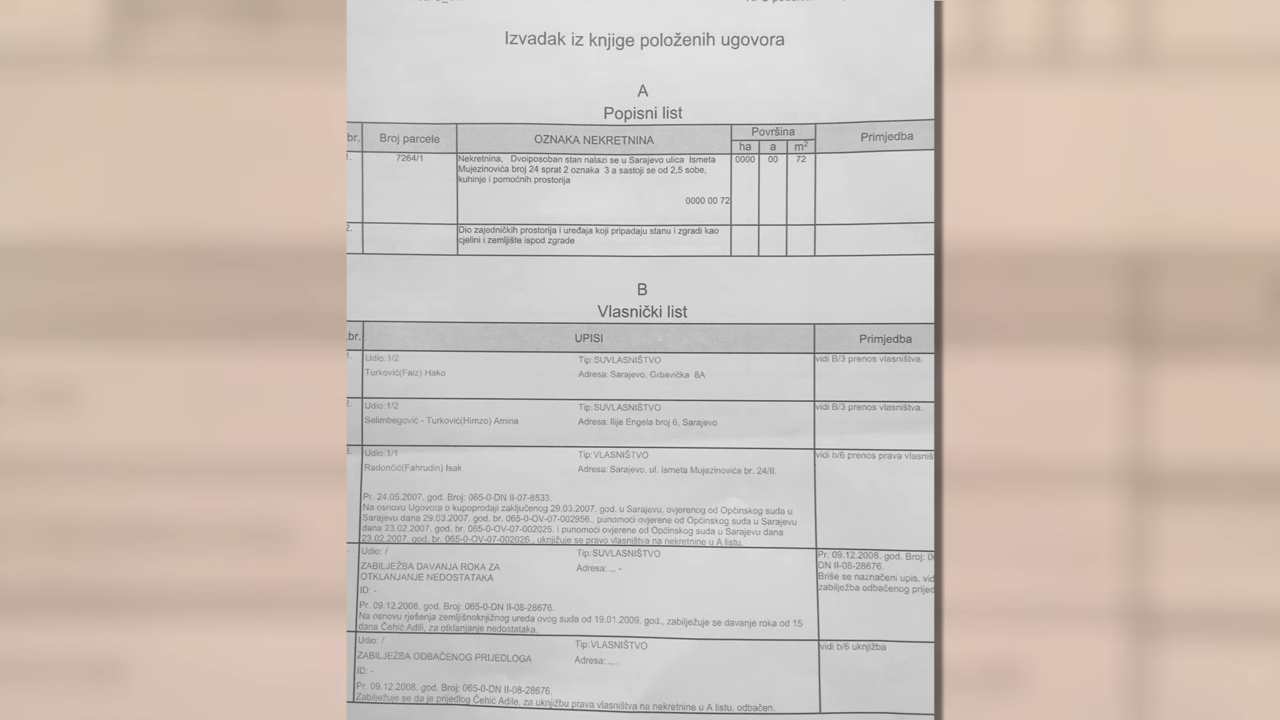 Izvadak iz knjige položenih ugovora
A
Popisni list
br. Broj parcele OZNAKA NEKRETNINA Površina Primjedba
ha a m²
1. 7264/1 Nekretnina, Dvoiposoban stan nalazi se u Sarajevo ulica Ismeta 0000 00 72
Mujezinovića broj 24 sprat 2 oznaka 3 a sastoji se od 2,5 sobe,
kuhinje i pomoćnih prostorija
0000 00 72
2. Dio zajedničkih prostorija i uređaja koji pripadaju stanu i zgradi kao
cjelini i zemljište ispod zgrade
B
Vlasnički list
.br. UPISI Primjedba
1. Udio: 1/2 Tip: SUVLASNIŠTVO vidi B/3 prenos vlasništva.
Turković(Faiz) Hako Adresa: Sarajevo, Grbavička 8A
2. Udio: 1/2 Tip: SUVLASNIŠTVO vidi B/3 prenos vlasništva.
Selimbegović - Turković(Himzo) Amina Adresa: Ilije Engela broj 6, Sarajevo
3. Udio: 1/1 Tip: VLASNIŠTVO vidi b/6 prenos prava vlasniš
Radončić(Fahrudin) Isak Adresa: Sarajevo, ul. Ismeta Mujezinovića br. 24/II.
Pr. 24.05.2007. god. Broj: 065-0-DN II-07-8533.
Na osnovu Ugovora o kupoprodaji zaključenog 29.03.2007. god. u Sarajevu, ovjerenog od Općinskog suda u
Sarajevu dana 29.03.2007. god. br. 065-0-OV-07-002956., punomoći ovjerene od Općinskog suda u Sarajevu
dana 23.02.2007. god. br. 065-0-OV-07-002025. i punomoći ovjerene od Općinskog suda u Sarajevu dana
23.02.2007. god. br. 065-0-OV-07-002026., uknjižuje se pravo vlasništva na nekretnine u A listu.
Udio: / Tip: SUVLASNIŠTVO Pr. 09.12.2008. god. Broj: 0
ZABILJEŽBA DAVANJA ROKA ZA Adresa: ... - DN II-08-28676.
OTKLANJANJE NEDOSTATAKA Briše se naznačeni upis, vid
ID: - zabilježba odbačenog prijed
Pr. 09.12.2008. god. Broj: 065-0-DN II-08-28676.
Na osnovu rješenja zemljišnoknjižnog ureda ovog suda od 19.01.2009. god., zabilježuje se davanje roka od 15
dana Čehić Adili, za otklanjanje nedostataka.
Udio: / Tip: VLASNIŠTVO vidi b/6 uknjižba
ZABILJEŽBA ODBAČENOG PRIJEDLOGA Adresa: ... .
ID: -
Pr. 09.12.2008. god. Broj: 065-0-DN II-08-28676.
Zabilježuje se da je prijedlog Čehić Adile, za uknjižbu prava vlasništva na nekretnine u A listu, odbačen.